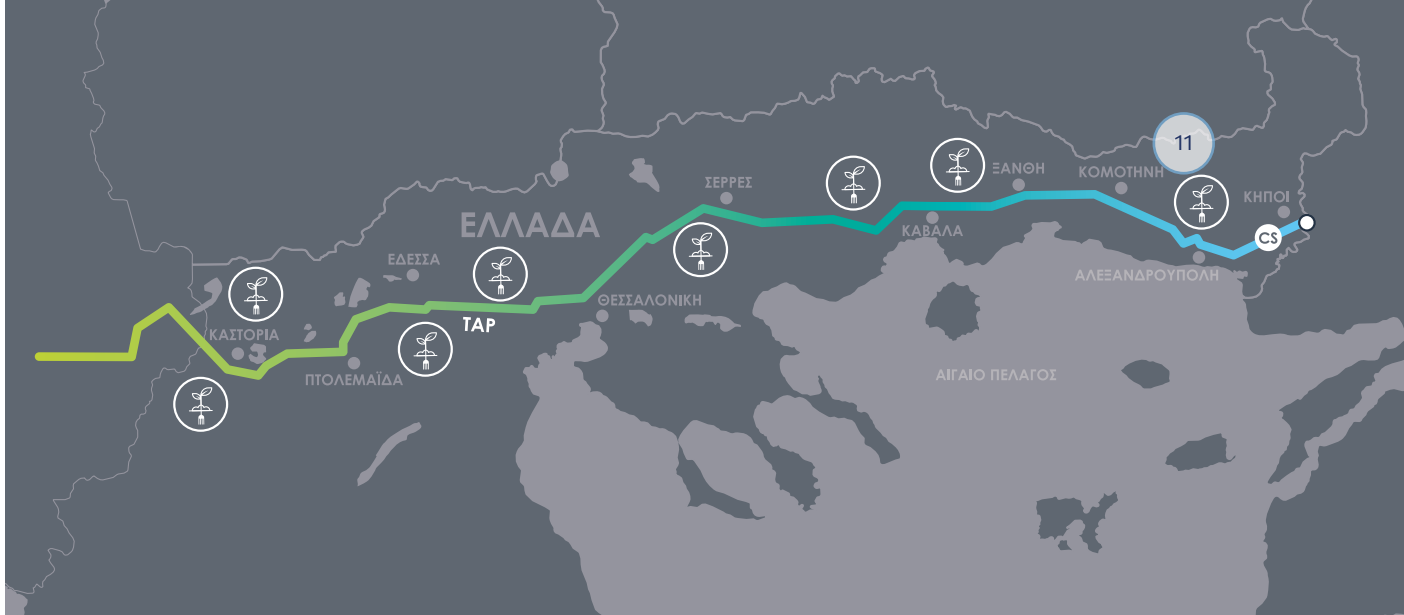 11
ΞΑΝΘΗ
ΚΟΜΟΤΗΝΗ
ΣΕΡΡΕΣ
ΚΗΠΟΙ
ΕΛΛΑΔΑ
ΚΑΒΑΛΑ
CS
ΕΔΕΣΣΑ
ΑΛΕΞΑΝΔΡΟΥΠΟΛΗ
ΘΕΣΣΑΛΟΝΙΚΗ
TAP
ΚΑΣΤΟΡΙΑ
ΠΤΟΛΕΜΑΪΔΑ
ΑΙΓΑΙΟ ΠΕΛΑΓΟΣ